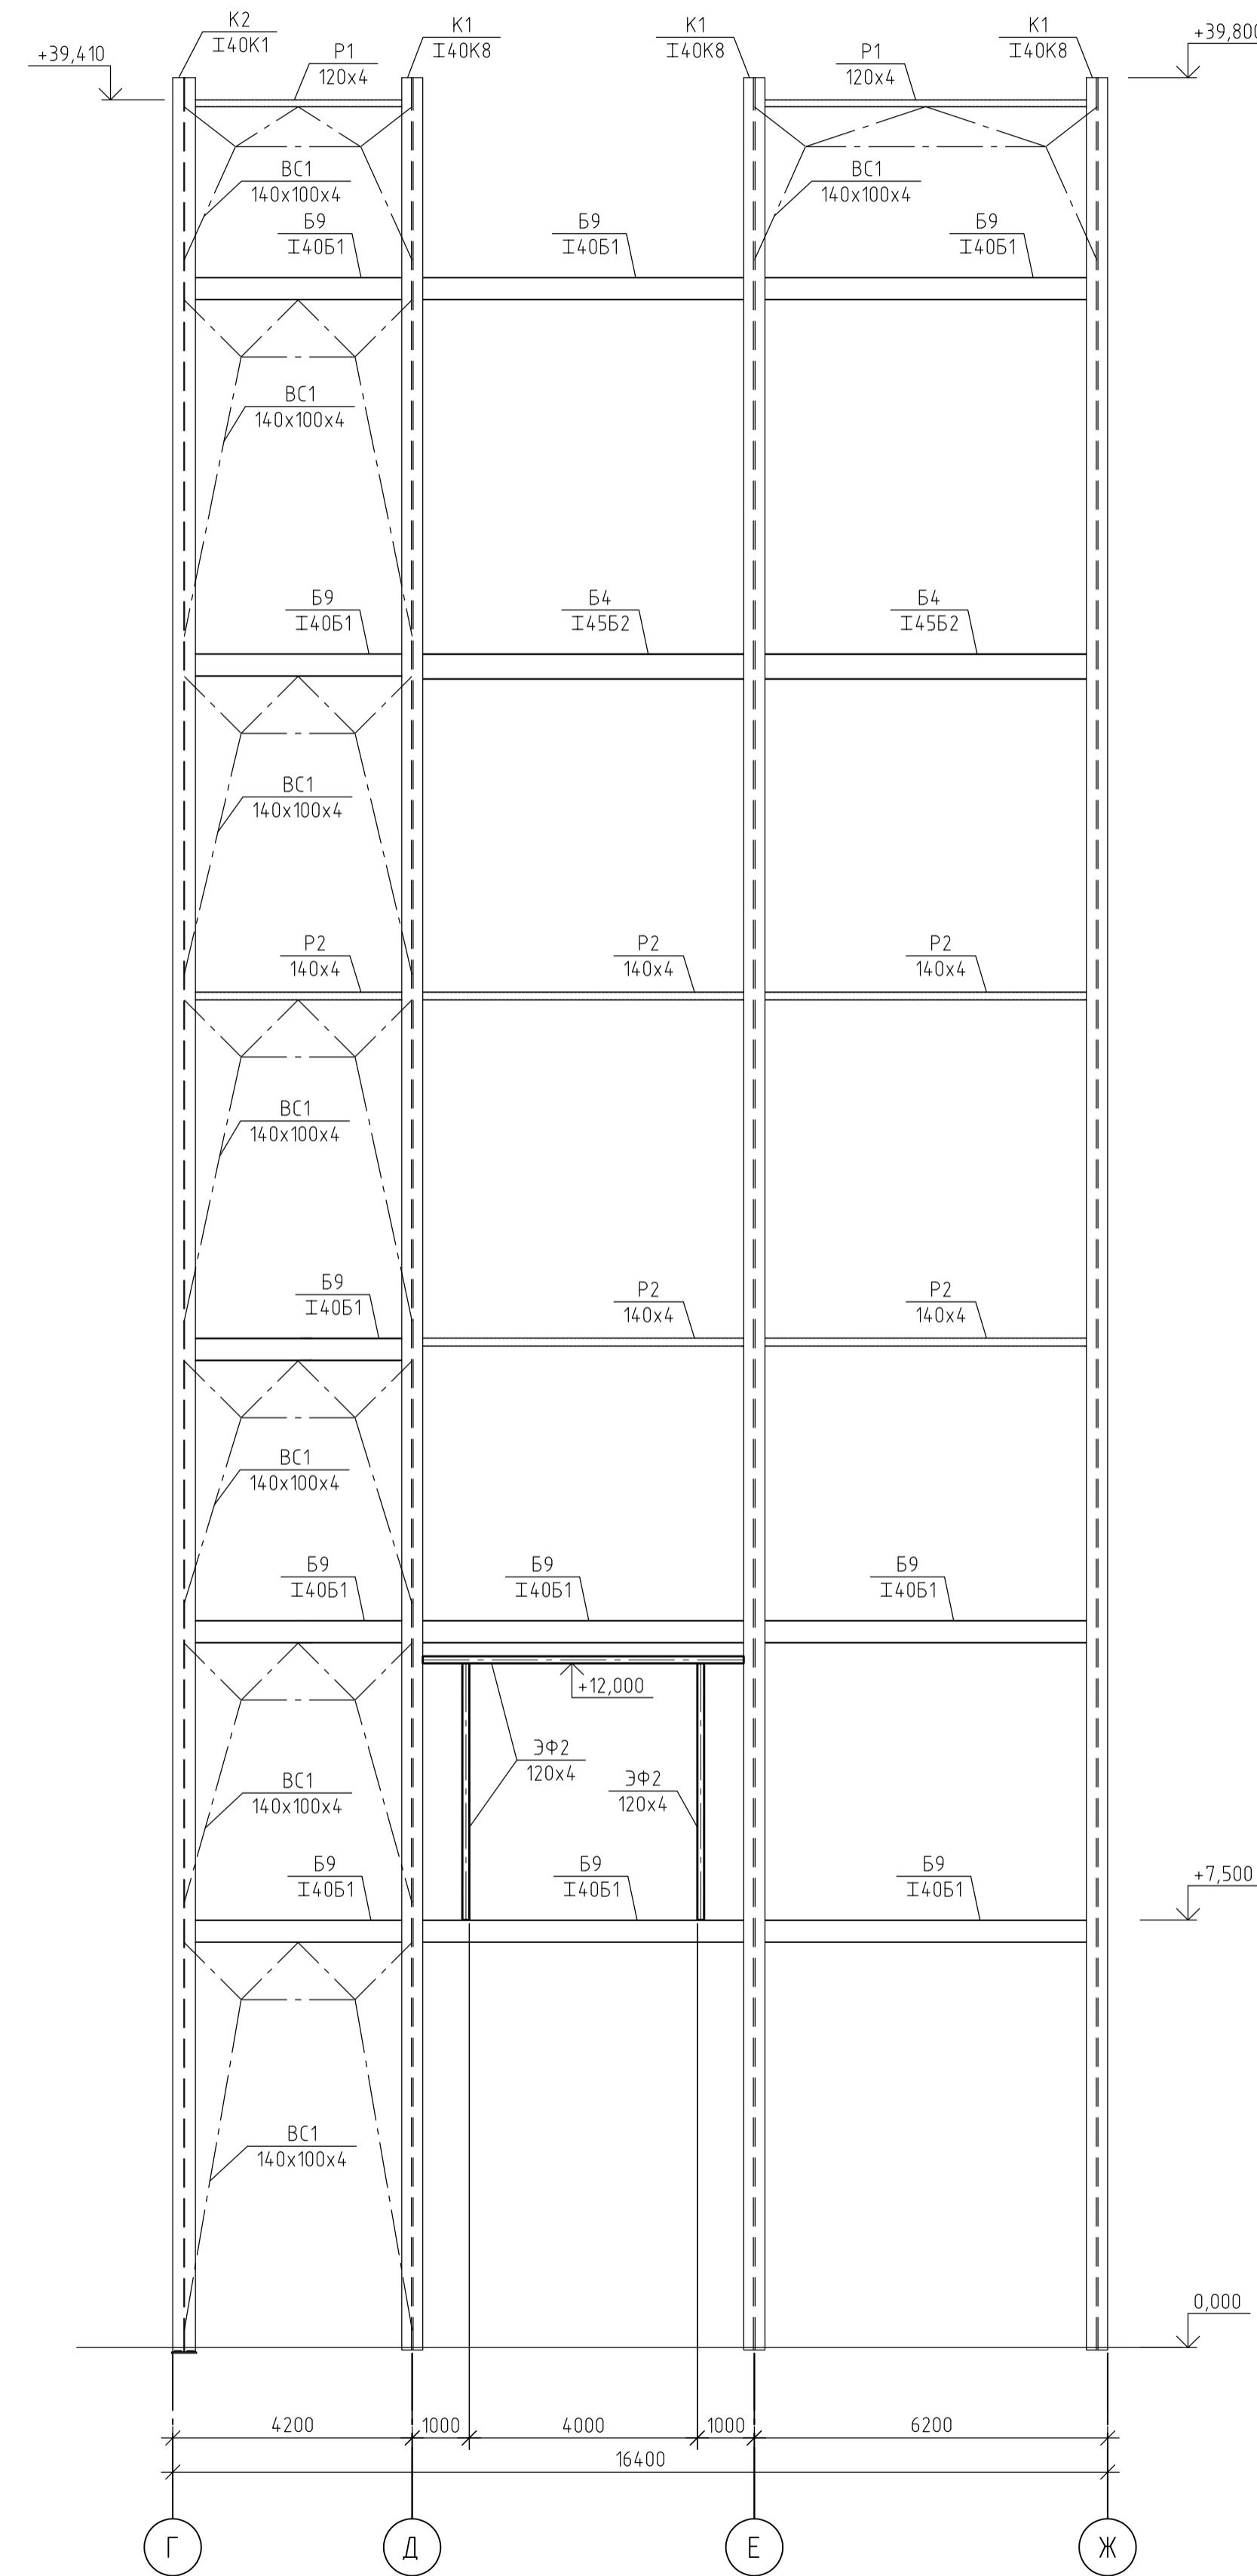 К2
I40К1
К1
I40К8
К1
I40К8
К1
I40К8
+39,410
Р1
120х4
Р1
120х4
+39,800
ВС1
140х100х4
ВС1
140х100х4
Б9
I40Б1
Б9
I40Б1
Б9
I40Б1
ВС1
140х100х4
Б9
I40Б1
Б4
I45Б2
Б4
I45Б2
ВС1
140х100х4
Р2
140х4
Р2
140х4
Р2
140х4
ВС1
140х100х4
Б9
I40Б1
Р2
140х4
Р2
140х4
ВС1
140х100х4
Б9
I40Б1
Б9
I40Б1
Б9
I40Б1
+12,000
ЭФ2
120х4
ЭФ2
120х4
ВС1
140х100х4
Б9
I40Б1
Б9
I40Б1
Б9
I40Б1
+7,500
ВС1
140х100х4
0,000
4200
1000
4000
1000
6200
16400
Г
Д
Е
Ж